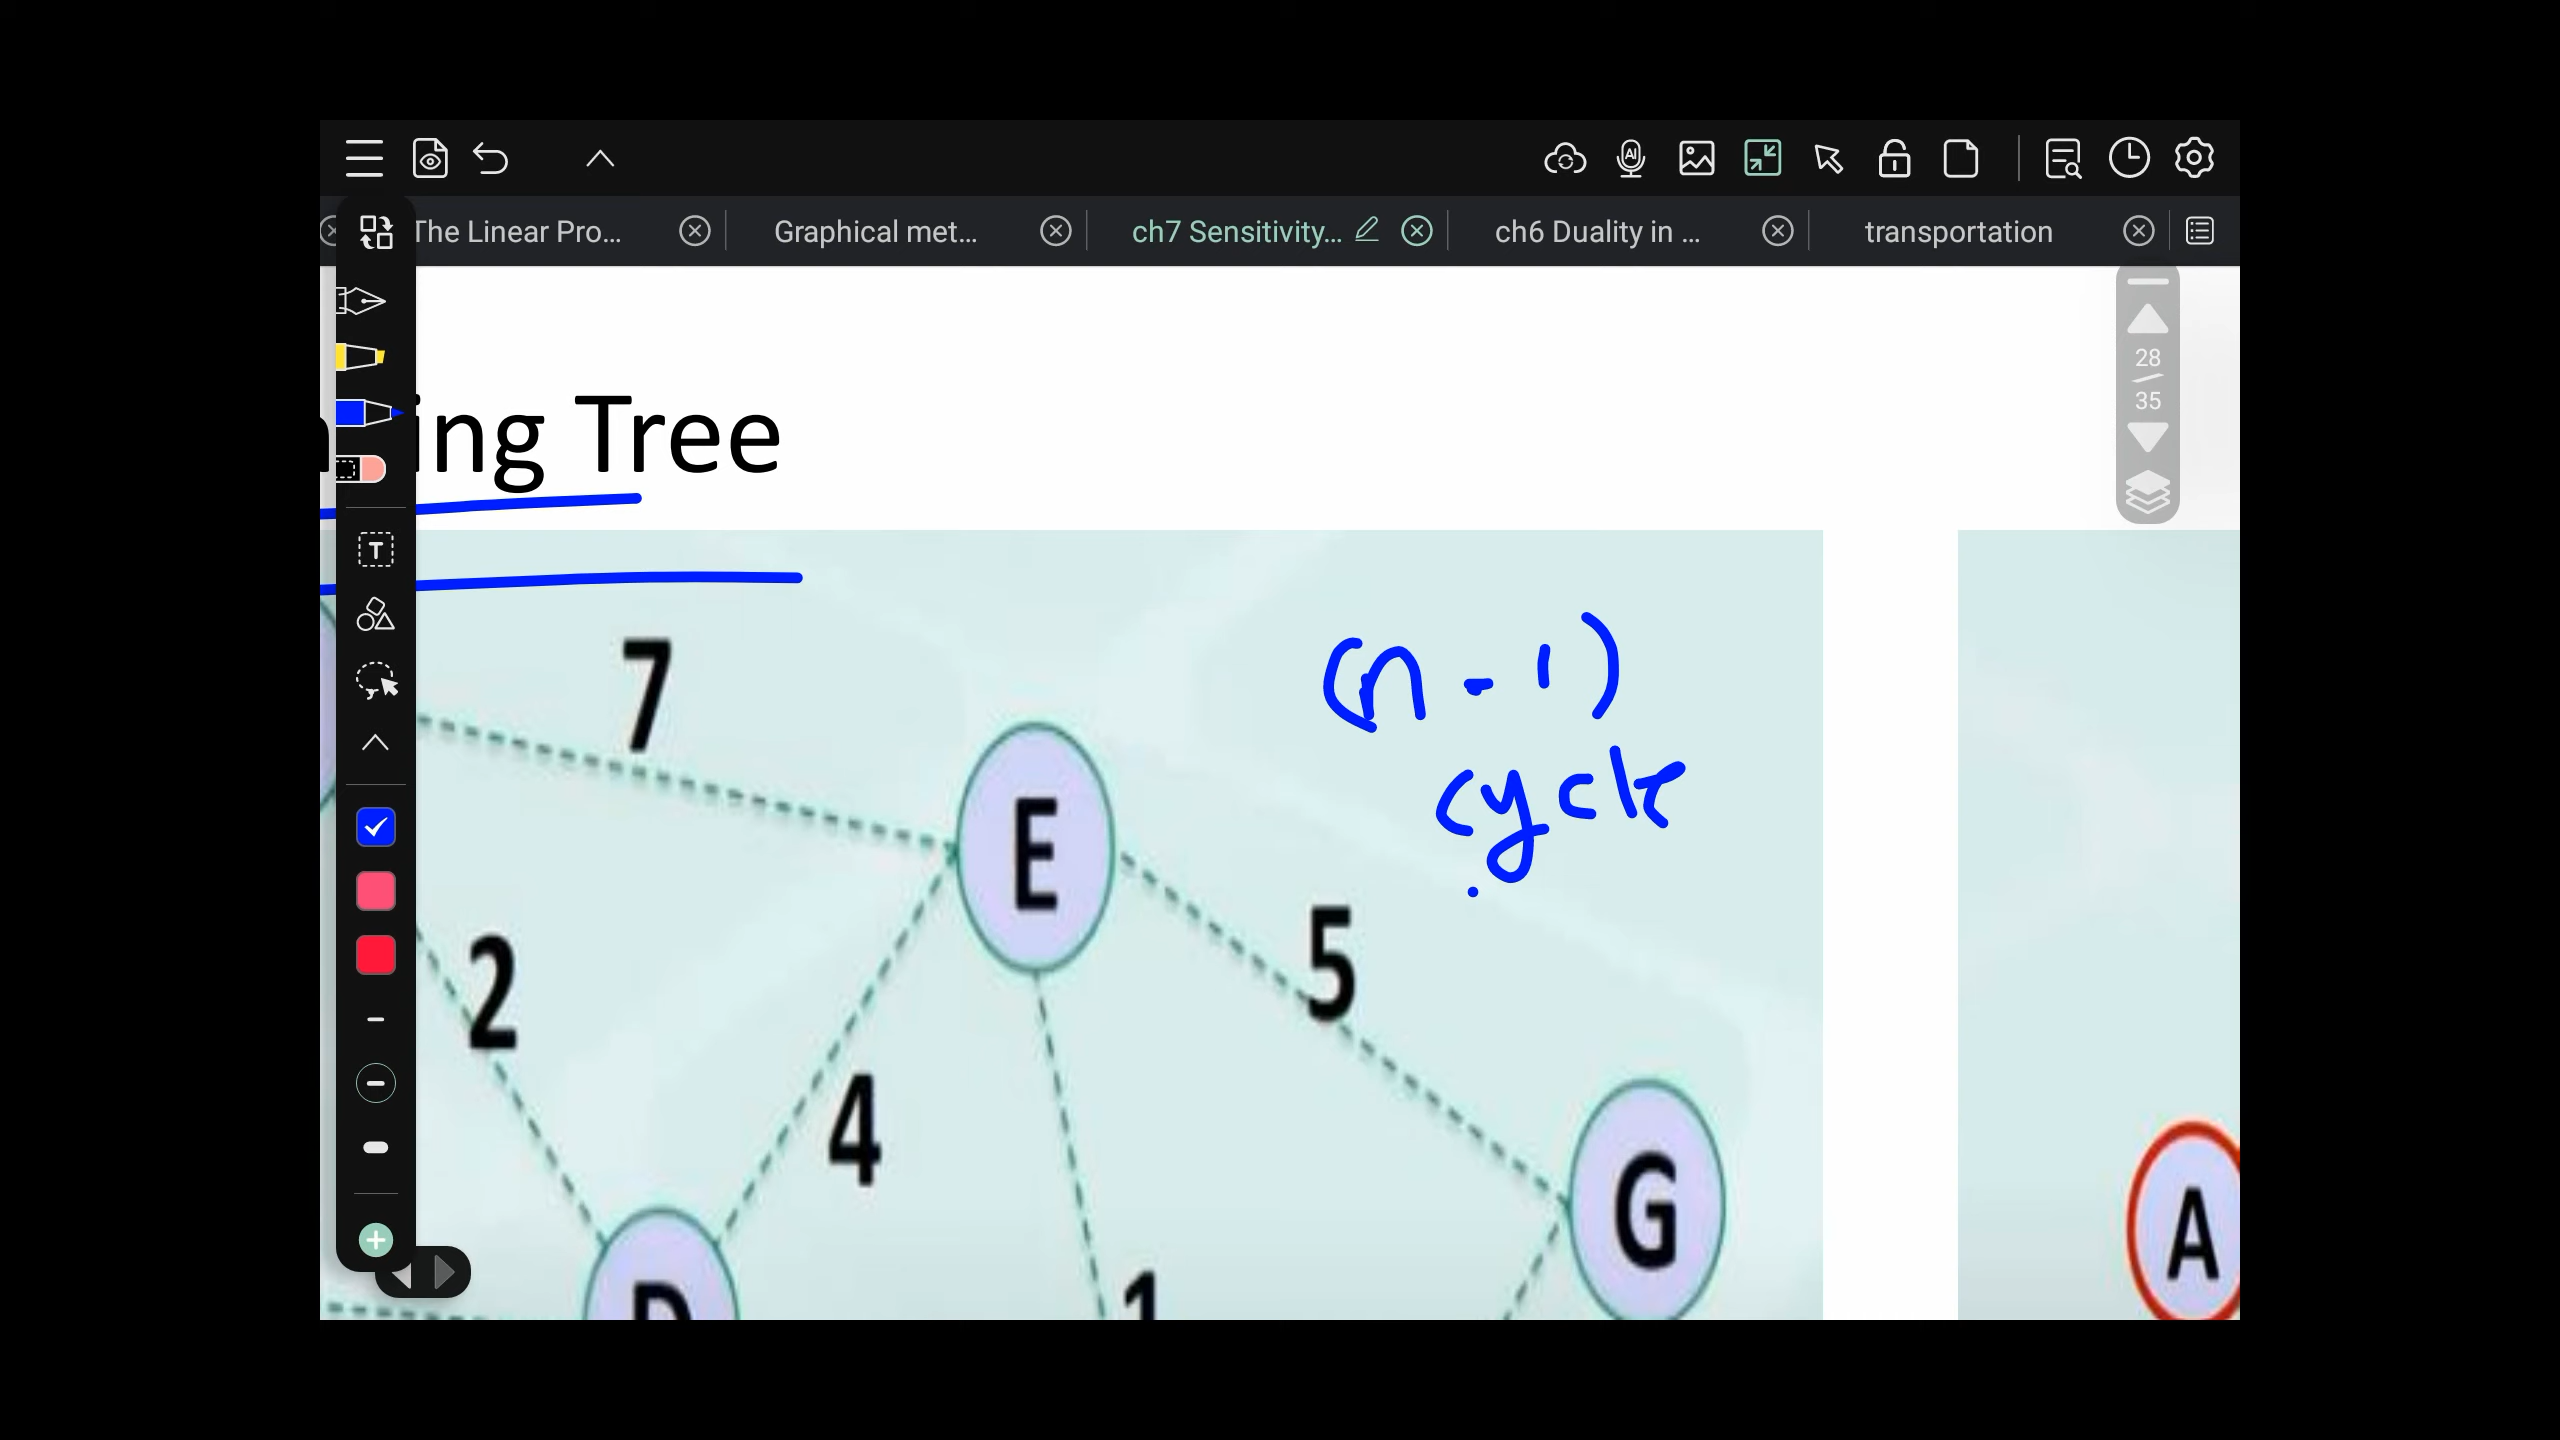 The Linear Pro...
Graphical met...
ch7 Sensitivity...
ch6 Duality in ...
transportation
28
35
ing Tree
7
(n-1)
cycle
E
2
5
4
G
A
D
1
T
AI